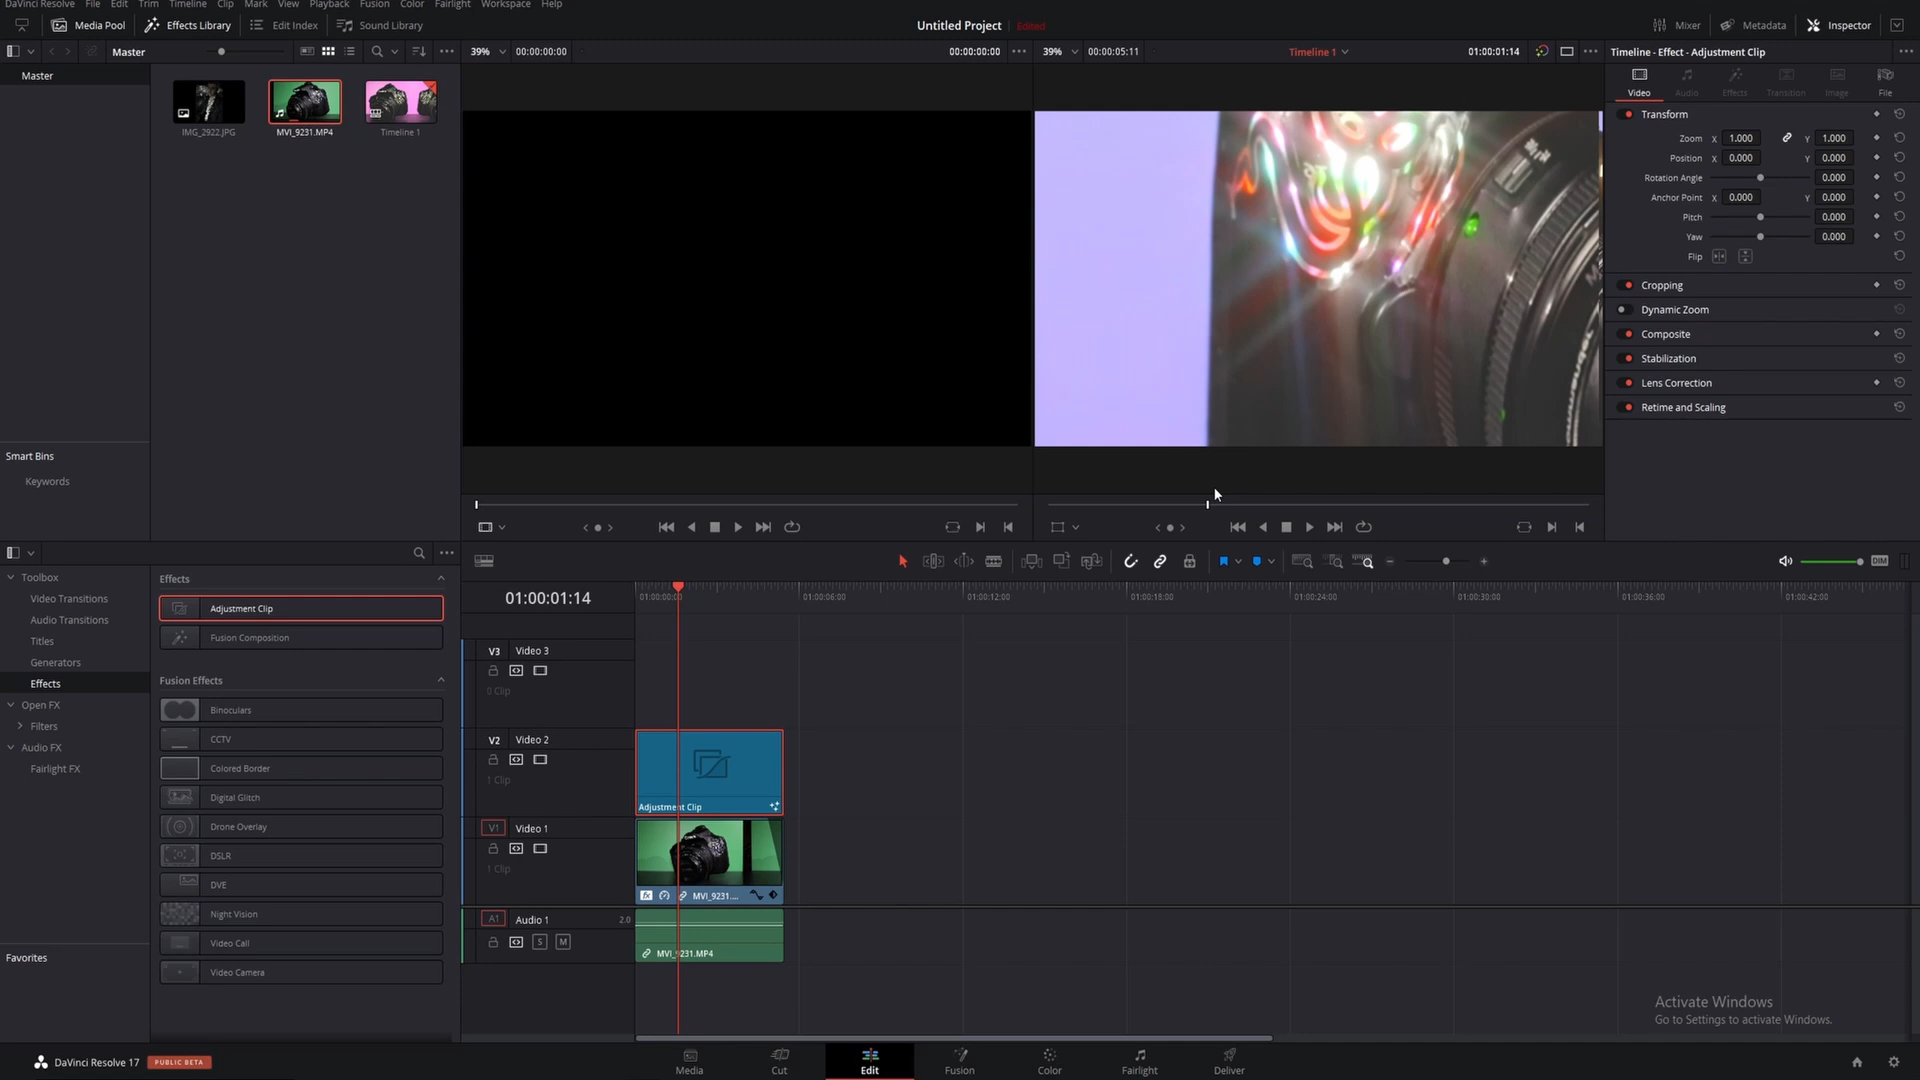 DaVinci Resolve File Edit Trim Timeline Clip Mark View Playback Fusion Color Fairlight Workspace Help
Media Pool Effects Library Edit Index Sound Library Untitled Project Edited Mixer Metadata Inspector
Master 39% 00:00:00:00 00:00:00:00 39% 00:00:05:11 Timeline 1 01:00:01:14 Timeline - Effect - Adjustment Clip
Master
IMG_2922.JPG MVI_9231.MP4 Timeline 1
Video Audio Effects Transition Image File
Transform
Zoom X 1.000 Y 1.000
Position X 0.000 Y 0.000
Rotation Angle 0.000
Anchor Point X 0.000 Y 0.000
Pitch 0.000
Yaw 0.000
Flip
Cropping
Dynamic Zoom
Composite
Stabilization
Lens Correction
Retime and Scaling
Smart Bins
Keywords
Toolbox
Video Transitions
Audio Transitions
Titles
Generators
Effects
Open FX
Filters
Audio FX
Fairlight FX
Favorites
Effects
Adjustment Clip
Fusion Composition
Fusion Effects
Binoculars
CCTV
Colored Border
Digital Glitch
Drone Overlay
DSLR
DVE
Night Vision
Video Call
Video Camera
DIM
01:00:01:14 01:00:00:00 01:00:06:00 01:00:12:00 01:00:18:00 01:00:24:00 01:00:30:00 01:00:36:00 01:00:42:00
V3 Video 3
0 Clip
V2 Video 2
1 Clip
Adjustment Clip
V1 Video 1
1 Clip
MVI_9231....
A1 Audio 1 2.0
S M
MVI_9231.MP4
Activate Windows
Go to Settings to activate Windows.
DaVinci Resolve 17 PUBLIC BETA
Media Cut Edit Fusion Color Fairlight Deliver